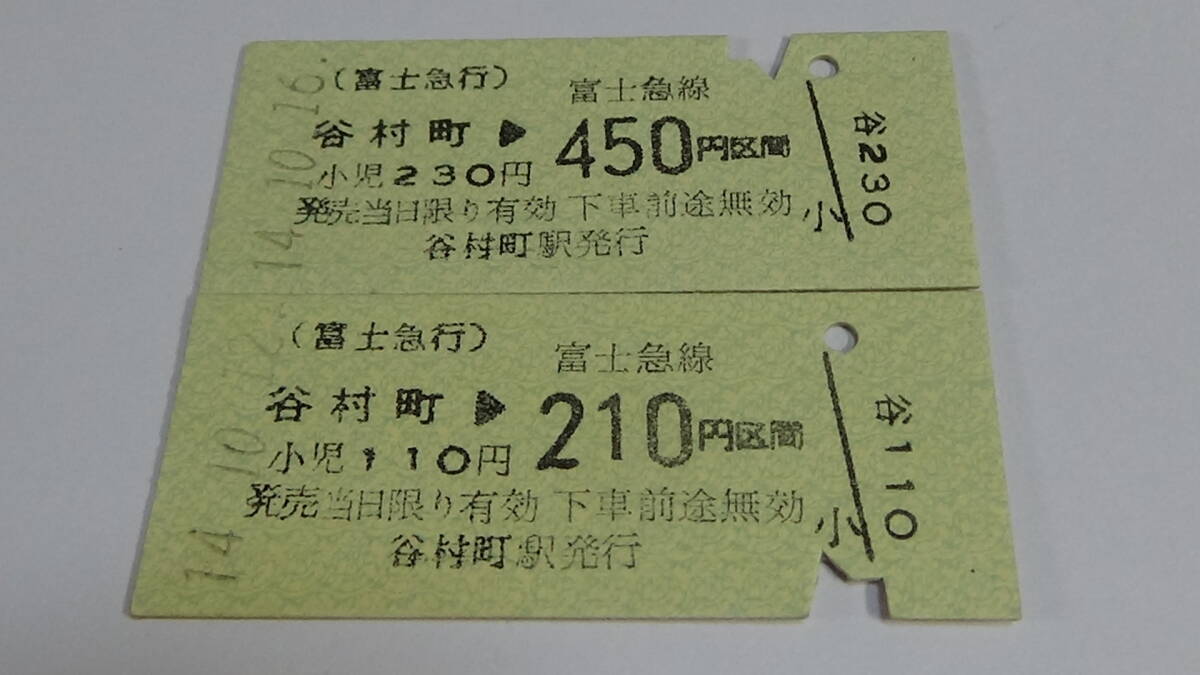 14.10.16.
(富士急行)
富士急線
谷村町 ▶ 450円区間
小児230円
発売当日限り有効 下車前途無効
谷村町駅発行
小
谷230
(富士急行)
富士急線
谷村町 ▶ 210円区間
小児110円
発売当日限り有効 下車前途無効
谷村町駅発行
小
谷110